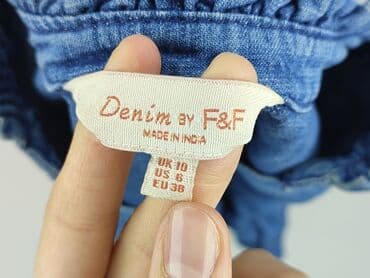 Denim BY F&F
MADE IN INDIA
UK 10
US 6
EU 38